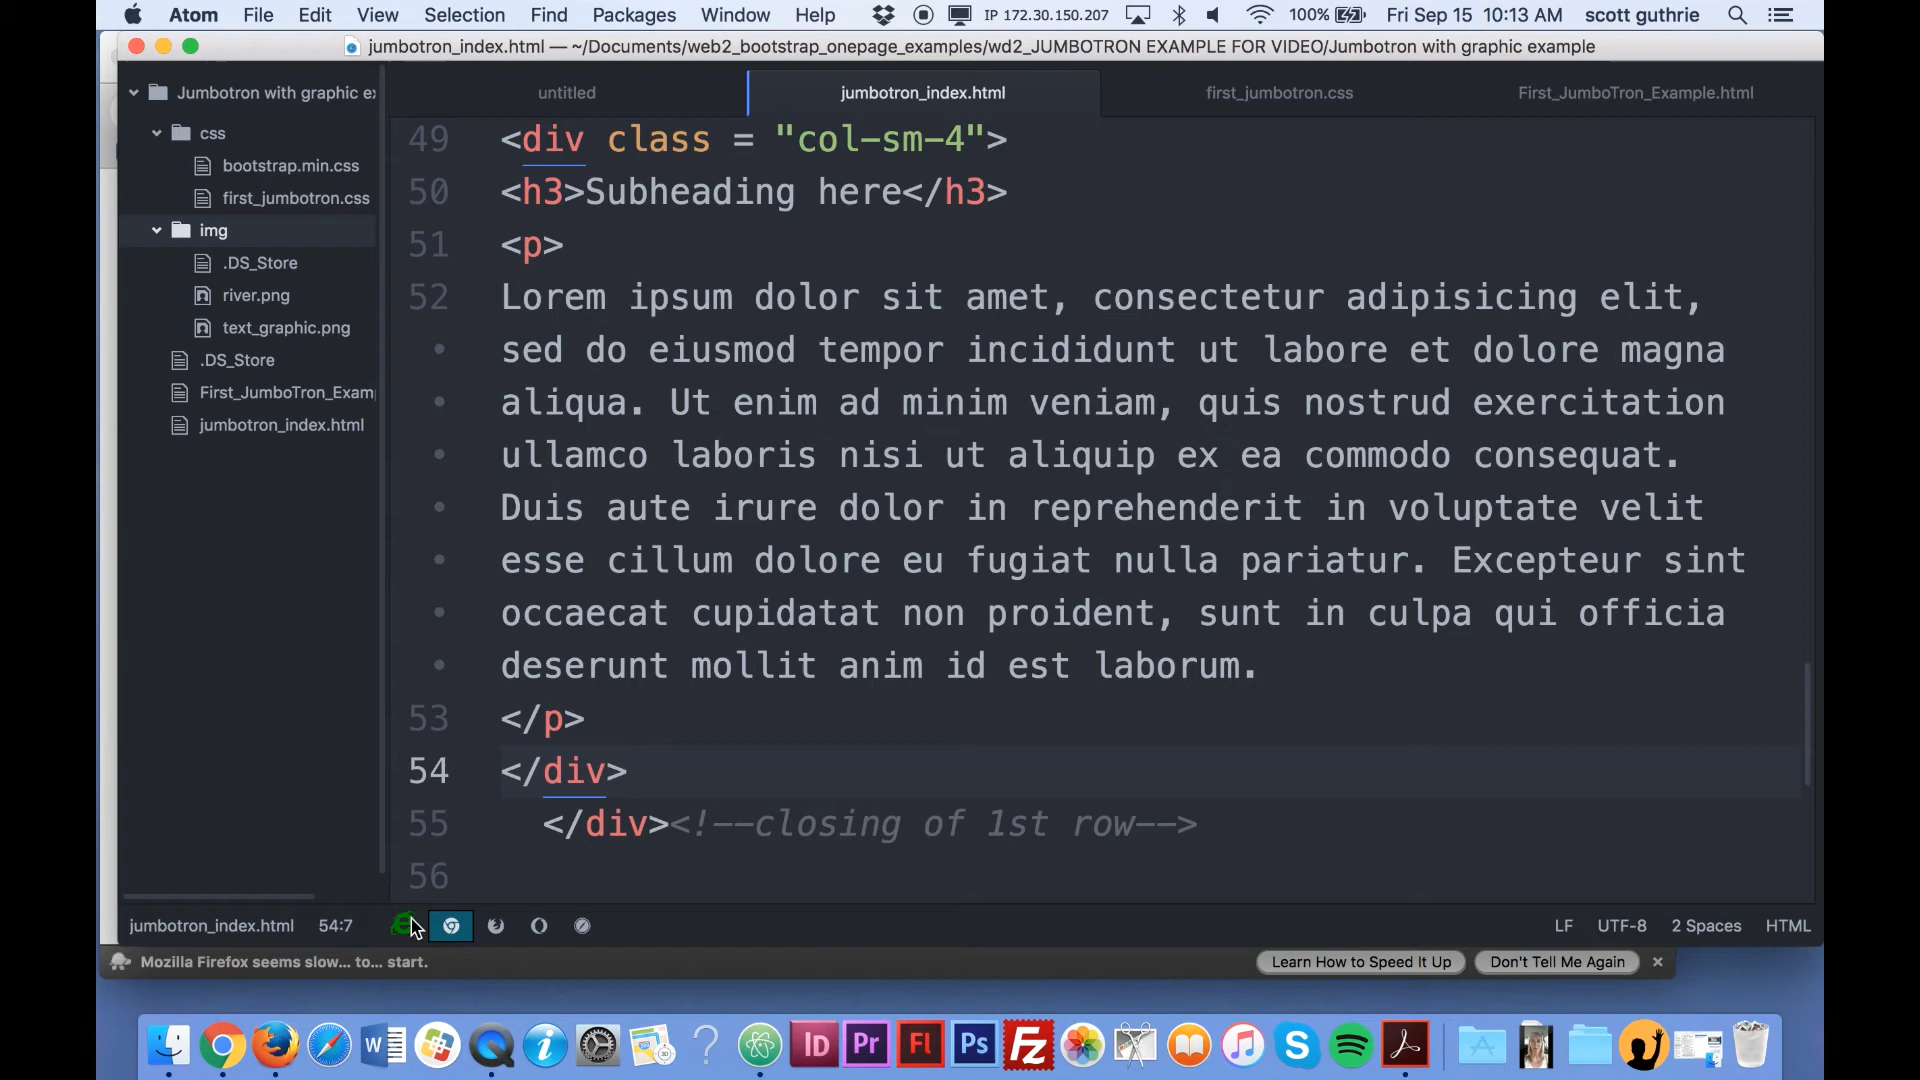 Atom File Edit View Selection Find Packages Window Help IP 172.30.150.207 100% Fri Sep 15 10:13 AM scott guthrie
jumbotron_index.html — ~/Documents/web2_bootstrap_onepage_examples/wd2_JUMBOTRON EXAMPLE FOR VIDEO/Jumbotron with graphic example
Jumbotron with graphic ex
css
bootstrap.min.css
first_jumbotron.css
img
.DS_Store
river.png
text_graphic.png
.DS_Store
First_JumboTron_Exam
jumbotron_index.html
untitled jumbotron_index.html first_jumbotron.css First_JumboTron_Example.html
49 <div class = "col-sm-4">
50 <h3>Subheading here</h3>
51 <p>
52 Lorem ipsum dolor sit amet, consectetur adipisicing elit,
sed do eiusmod tempor incididunt ut labore et dolore magna
aliqua. Ut enim ad minim veniam, quis nostrud exercitation
ullamco laboris nisi ut aliquip ex ea commodo consequat.
Duis aute irure dolor in reprehenderit in voluptate velit
esse cillum dolore eu fugiat nulla pariatur. Excepteur sint
occaecat cupidatat non proident, sunt in culpa qui officia
deserunt mollit anim id est laborum.
53 </p>
54 </div>
55 </div><!--closing of 1st row-->
56
jumbotron_index.html 54:7 LF UTF-8 2 Spaces HTML
Mozilla Firefox seems slow... to... start. Learn How to Speed It Up Don't Tell Me Again ×
W i 3D ? Id Pr Fl Ps Fz S